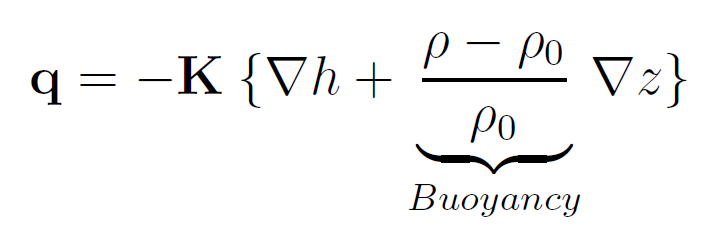 q = −K {∇h + (ρ − ρ₀)/ρ₀ ∇z}
Buoyancy